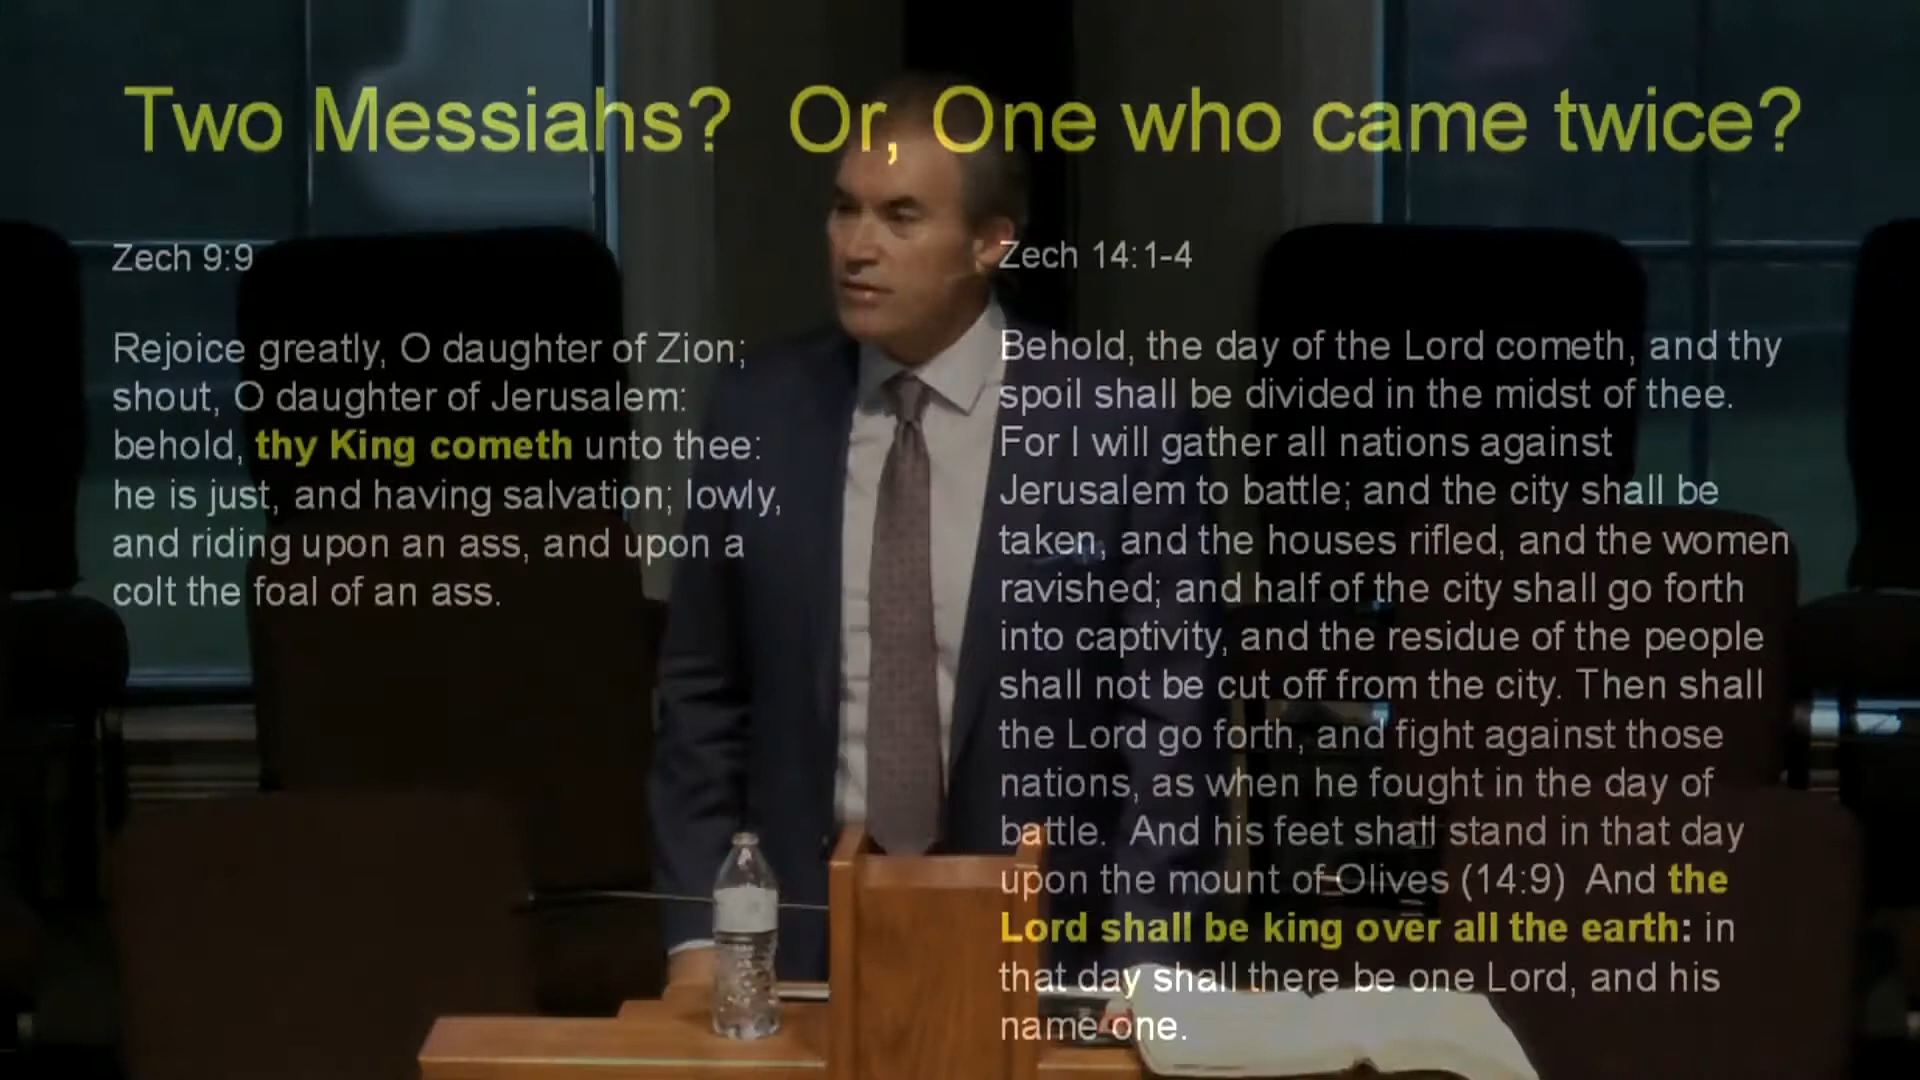 Two Messiahs?  Or, One who came twice?
Zech 9:9
Rejoice greatly, O daughter of Zion;
shout, O daughter of Jerusalem:
behold, thy King cometh unto thee:
he is just, and having salvation; lowly,
and riding upon an ass, and upon a
colt the foal of an ass.
Zech 14:1-4
Behold, the day of the Lord cometh, and thy
spoil shall be divided in the midst of thee.
For I will gather all nations against
Jerusalem to battle; and the city shall be
taken, and the houses rifled, and the women
ravished; and half of the city shall go forth
into captivity, and the residue of the people
shall not be cut off from the city. Then shall
the Lord go forth, and fight against those
nations, as when he fought in the day of
battle.  And his feet shall stand in that day
upon the mount of Olives (14:9)  And the
Lord shall be king over all the earth: in
that day shall there be one Lord, and his
name one.